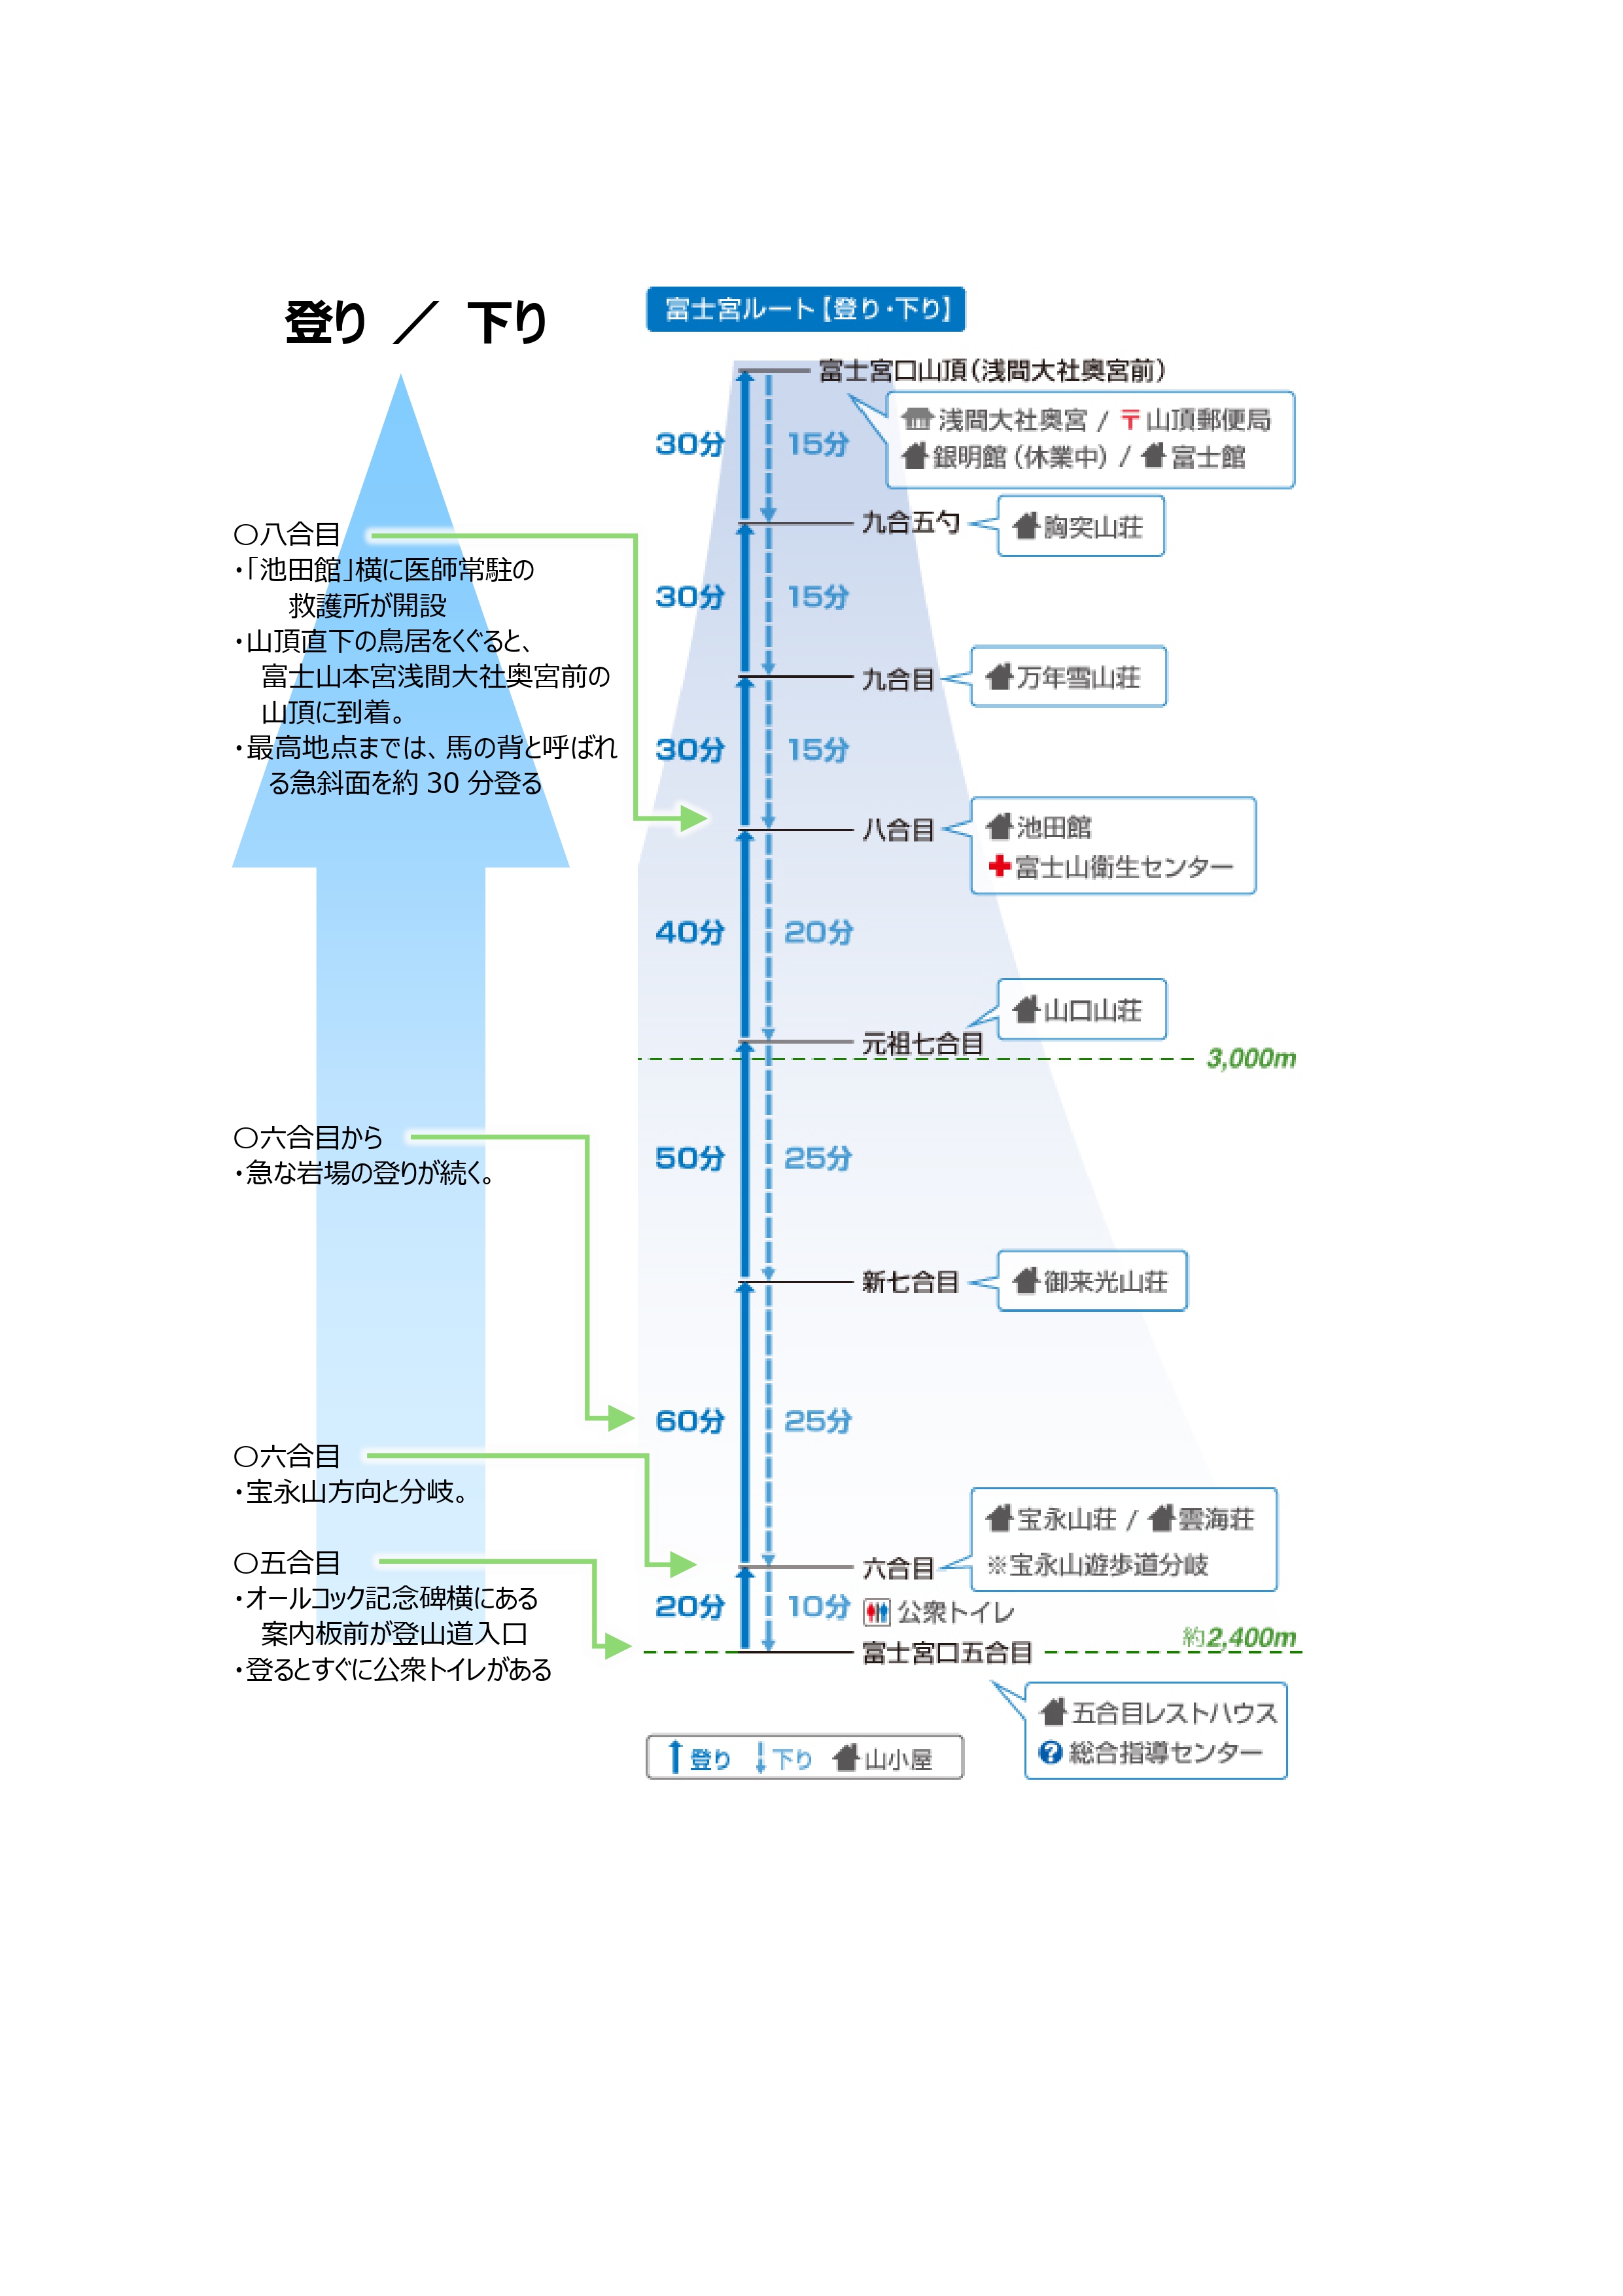 登り ／ 下り
〇八合目
・「池田館」横に医師常駐の
救護所が開設
・山頂直下の鳥居をくぐると、
富士山本宮浅間大社奥宮前の
山頂に到着。
・最高地点までは、馬の背と呼ばれ
る急斜面を約 30 分登る
〇六合目から
・急な岩場の登りが続く。
〇六合目
・宝永山方向と分岐。
〇五合目
・オールコック記念碑横にある
案内板前が登山道入口
・登るとすぐに公衆トイレがある
富士宮ルート【登り・下り】
富士宮口山頂（浅間大社奥宮前）
浅間大社奥宮 / 〒山頂郵便局
銀明館（休業中） / 富士館
30分 15分
九合五勺 胸突山荘
30分 15分
九合目 万年雪山荘
30分 15分
八合目 池田館
富士山衛生センター
40分 20分
山口山荘
元祖七合目
3,000m
50分 25分
新七合目 御来光山荘
60分 25分
宝永山荘 / 雲海荘
六合目 ※宝永山遊歩道分岐
20分 10分 公衆トイレ
約2,400m
富士宮口五合目
五合目レストハウス
? 総合指導センター
登り 下り 山小屋